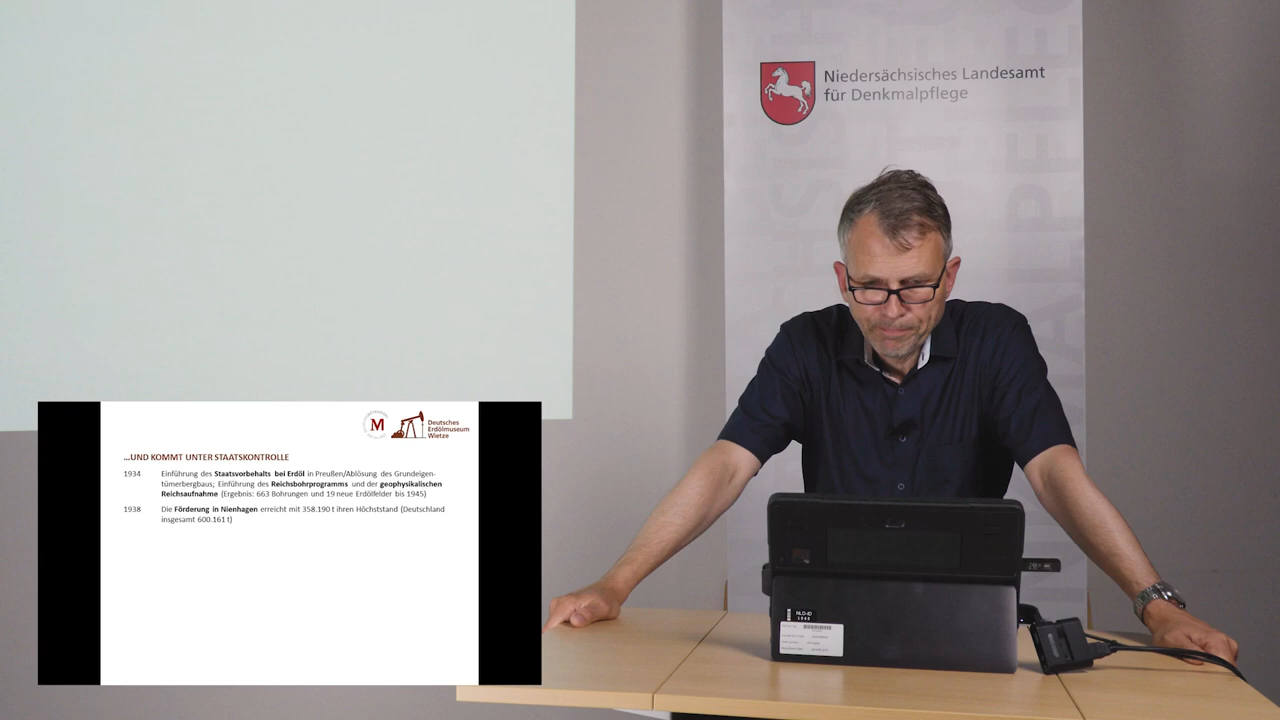 Niedersächsisches Landesamt
für Denkmalpflege
M
Deutsches
Erdölmuseum
Wietze
...UND KOMMT UNTER STAATSKONTROLLE
1934 Einführung des Staatsvorbehalts bei Erdöl in Preußen/Ablösung des Grundeigen-
tümerbergbaus; Einführung des Reichsbohrprogramms und der geophysikalischen
Reichsaufnahme (Ergebnis: 663 Bohrungen und 19 neue Erdölfelder bis 1945)
1938 Die Förderung in Nienhagen erreicht mit 358.190 t ihren Höchststand (Deutschland
insgesamt 600.161 t)
NLD-ID